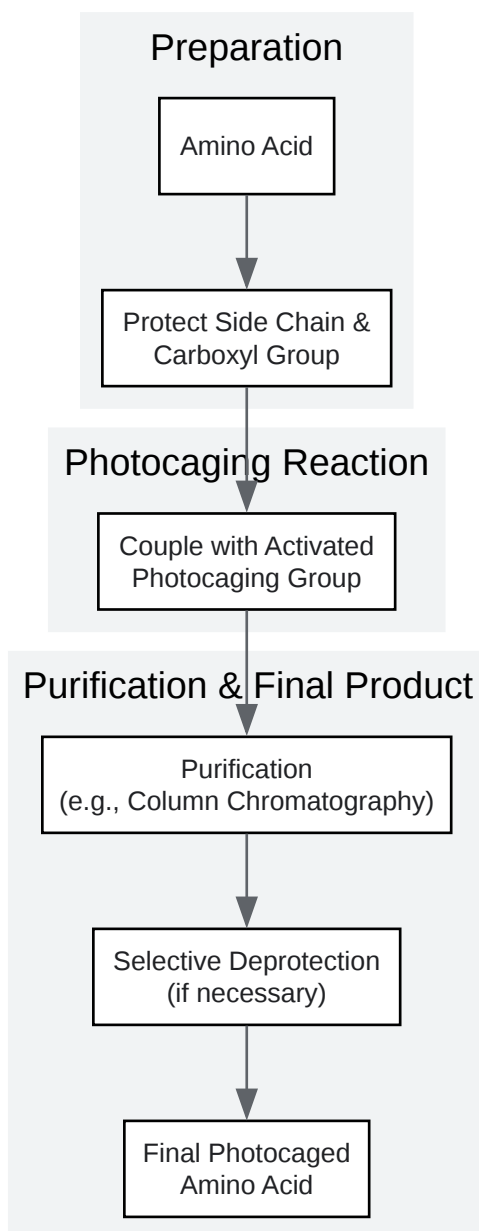 Preparation
Amino Acid
Protect Side Chain &
Carboxyl Group
Photocaging Reaction
Couple with Activated
Photocaging Group
Purification & Final Product
Purification
(e.g., Column Chromatography)
Selective Deprotection
(if necessary)
Final Photocaged
Amino Acid